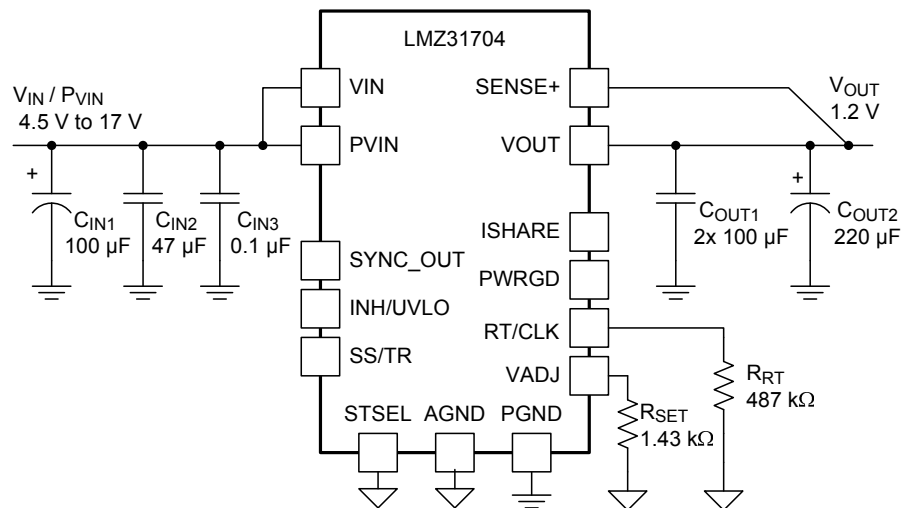 LMZ31704
VIN
SENSE+
VIN / PVIN
4.5 V to 17 V
VOUT
1.2 V
PVIN
VOUT
+
CIN1
100 µF
CIN2
47 µF
CIN3
0.1 µF
COUT1
2x 100 µF
+
COUT2
220 µF
ISHARE
SYNC_OUT
PWRGD
INH/UVLO
RT/CLK
SS/TR
VADJ
RRT
487 kΩ
RSET
1.43 kΩ
STSEL
AGND
PGND